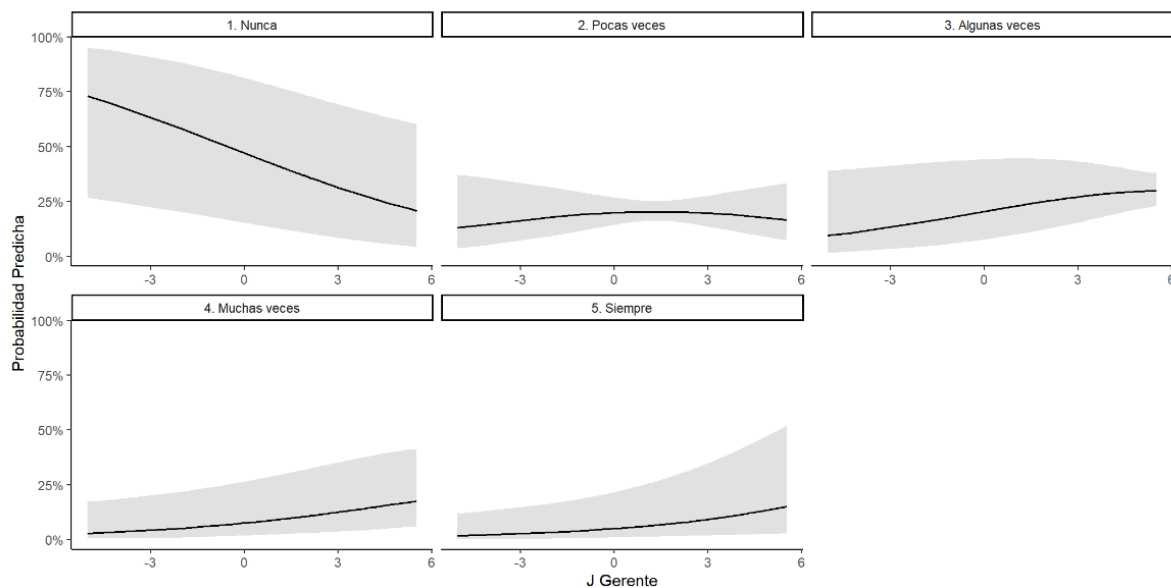 1. Nunca
2. Pocas veces
3. Algunas veces
100%
75%
50%
25%
0%
-3 0 3 6
-3 0 3 6
-3 0 3 6
4. Muchas veces
5. Siempre
100%
75%
50%
25%
0%
-3 0 3 6
-3 0 3 6
Probabilidad Predicha
J Gerente